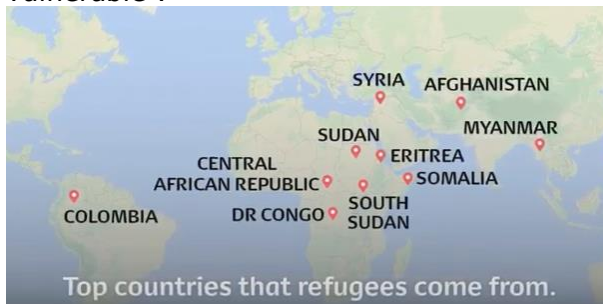 SYRIA
AFGHANISTAN
SUDAN
MYANMAR
ERITREA
CENTRAL
AFRICAN REPUBLIC
SOMALIA
COLOMBIA
DR CONGO
SOUTH
SUDAN
Top countries that refugees come from.